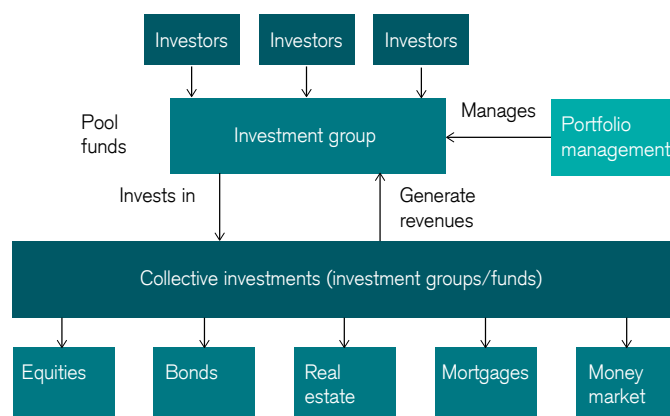 Investors
Investors
Investors
Pool
funds
Investment group
Manages
Portfolio
management
Invests in
Generate
revenues
Collective investments (investment groups/funds)
Equities
Bonds
Real
estate
Mortgages
Money
market